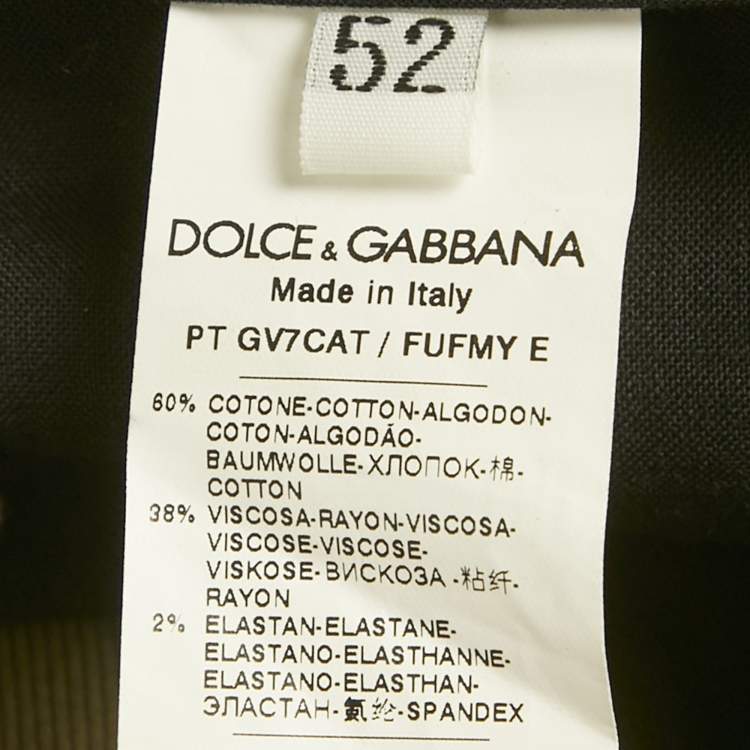 52
DOLCE & GABBANA
Made in Italy
PT GV7CAT / FUFMY E
60% COTONE-COTTON-ALGODON-
COTON-ALGODÃO-
BAUMWOLLE-ХЛОПОК-棉-
COTTON
38% VISCOSA-RAYON-VISCOSA-
VISCOSE-VISCOSE-
VISKOSE-ВИСКОЗА -粘纤-
RAYON
2% ELASTAN-ELASTANE-
ELASTANO-ELASTHANNE-
ELASTANO-ELASTHAN-
ЭЛАСТАН-氨纶-SPANDEX